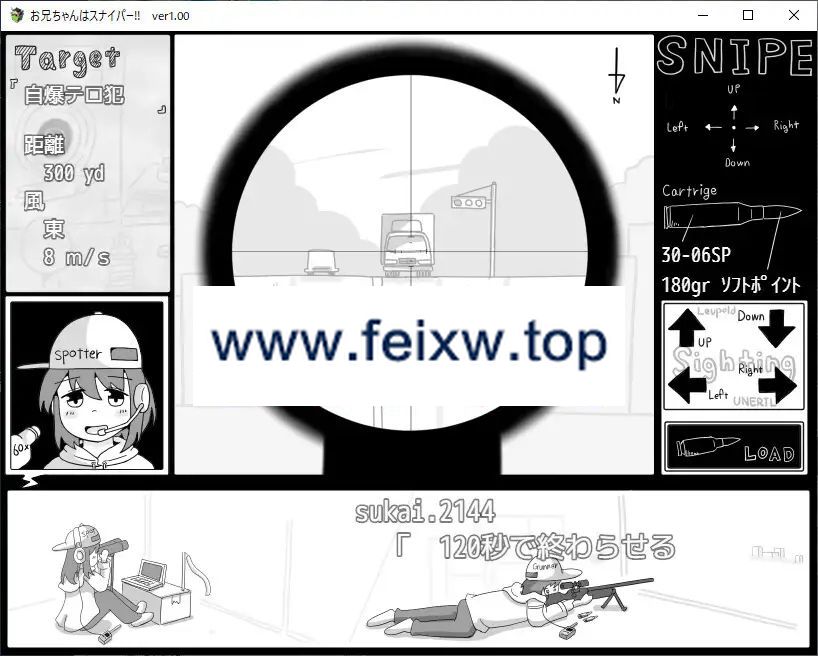 お兄ちゃんはスナイパー!! ver1.00
Target
『自爆テロ犯
』
距離
300 yd
風
東
8 m/s
N
SNIPE
UP
Left
Right
Down
Cartrige
30-06SP
180gr ソフトポイント
Leupold
Down
UP
Sighting
Right
Left
UNERTL
LOAD
spotter
60x
www.feixw.top
sukai.2144
「 120秒で終わらせる
spot
Gunman